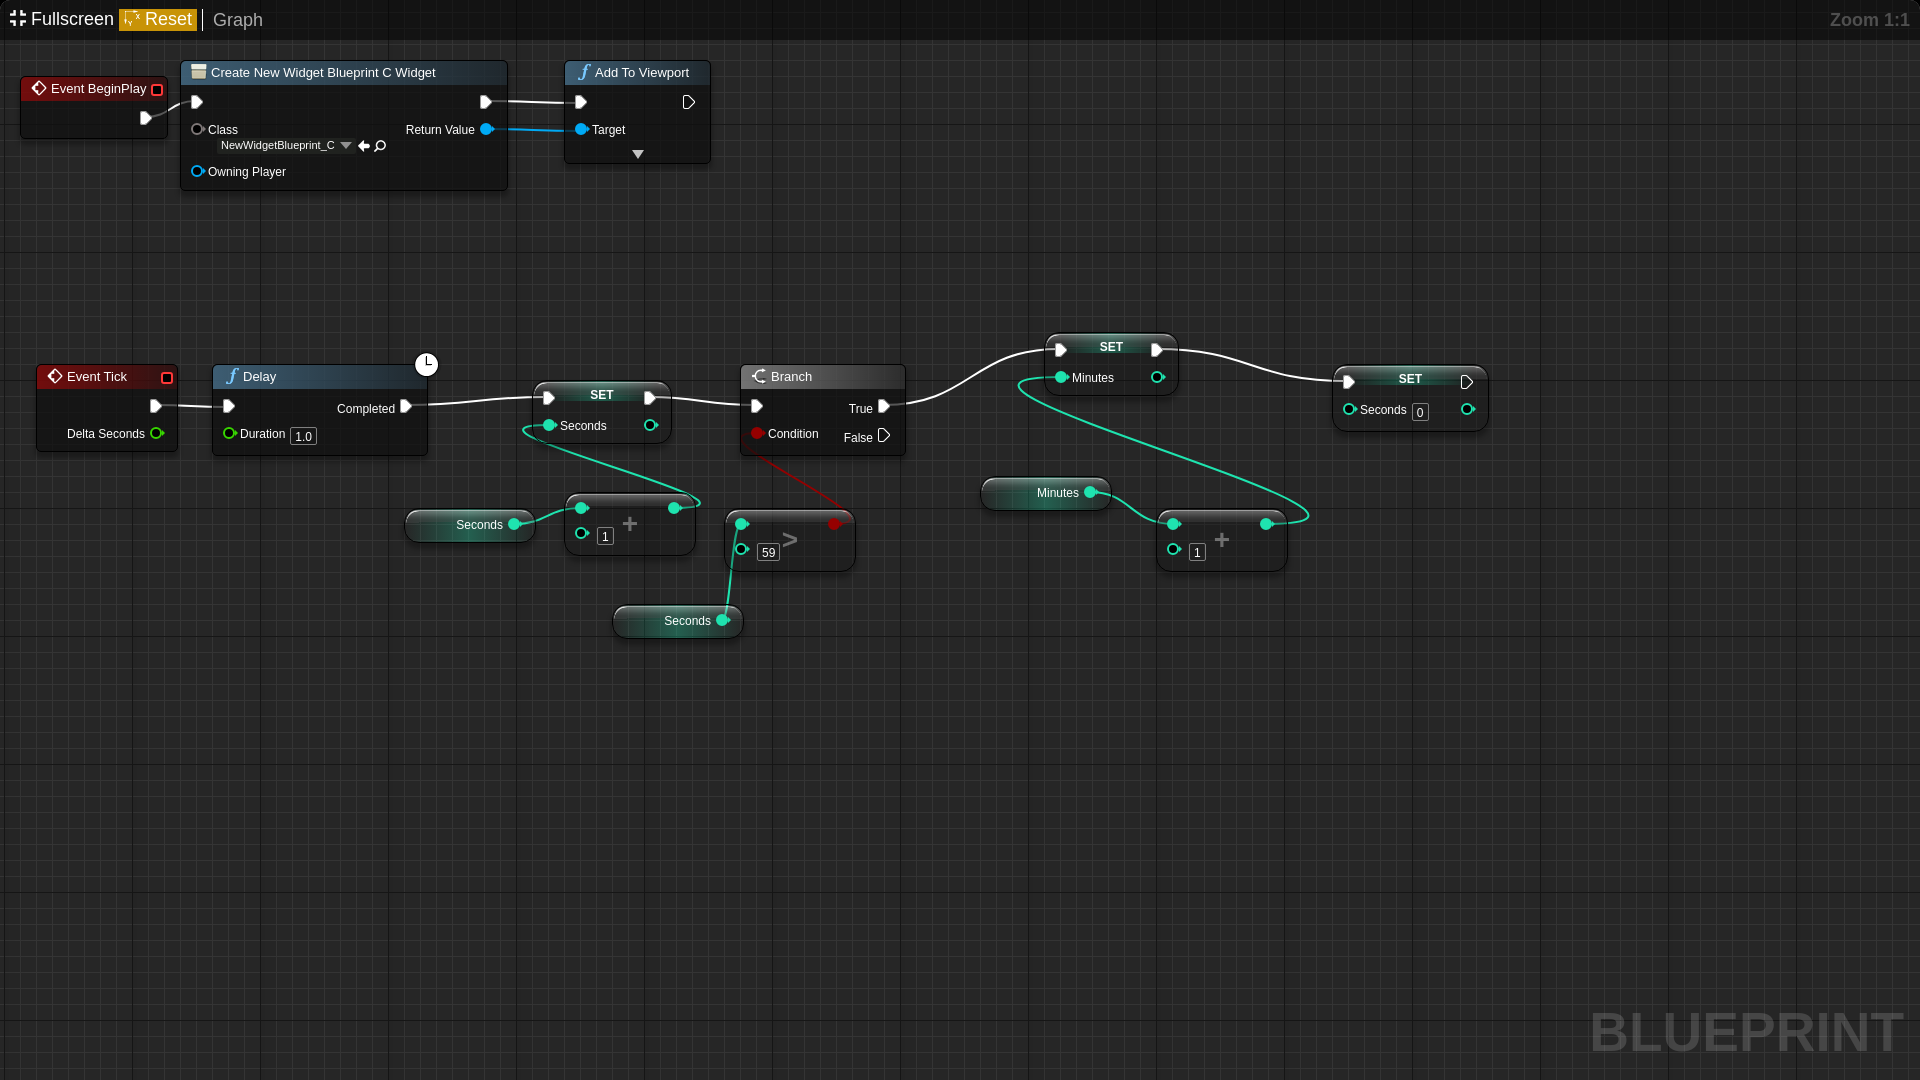 Fullscreen Reset Graph Zoom 1:1
Event BeginPlay
Create New Widget Blueprint C Widget
Class
NewWidgetBlueprint_C
Return Value
Owning Player
Add To Viewport
Target
Event Tick
Delta Seconds
Delay
Completed
Duration 1.0
SET
Seconds
Branch
True
Condition
False
SET
Minutes
SET
Seconds 0
Seconds
+
1
>
59
Seconds
Minutes
+
1
BLUEPRINT